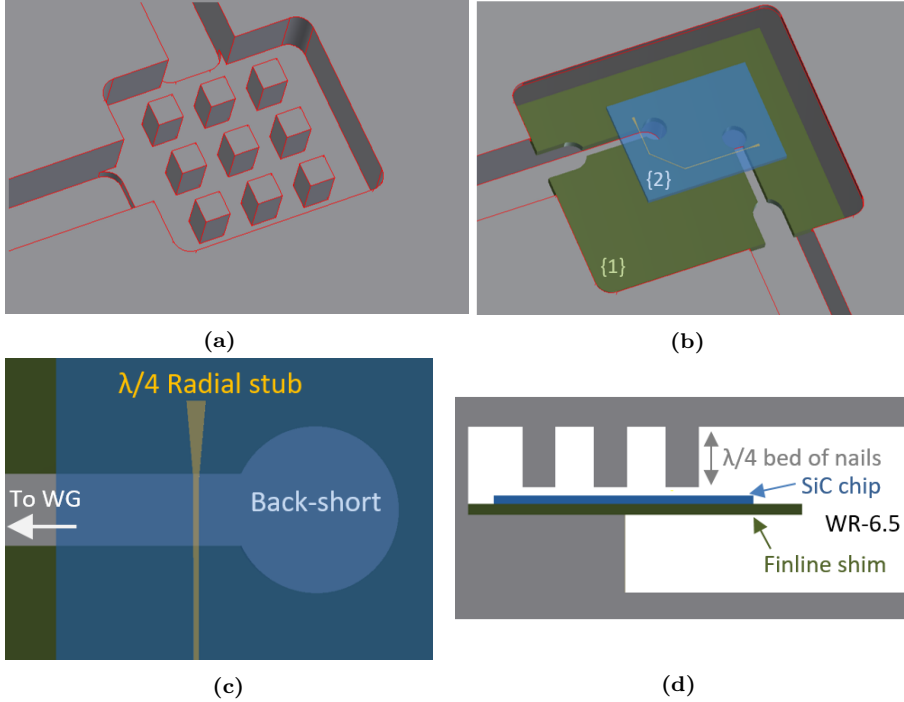 (a)
{2}
{1}
(b)
λ/4 Radial stub
To WG
Back-short
(c)
λ/4 bed of nails
SiC chip
WR-6.5
Finline shim
(d)